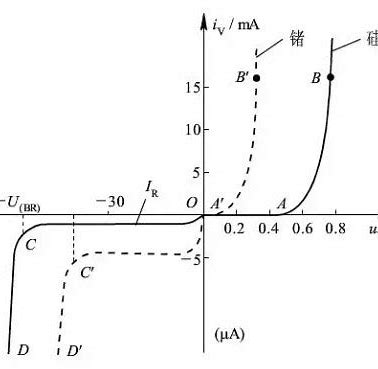 i_V / mA
锗
硅
15
B′
B
10
5
−U(BR)
−30
I_R
O
A′
A
0.2
0.4
0.6
0.8
u
C
C′
−5
(μA)
D
D′